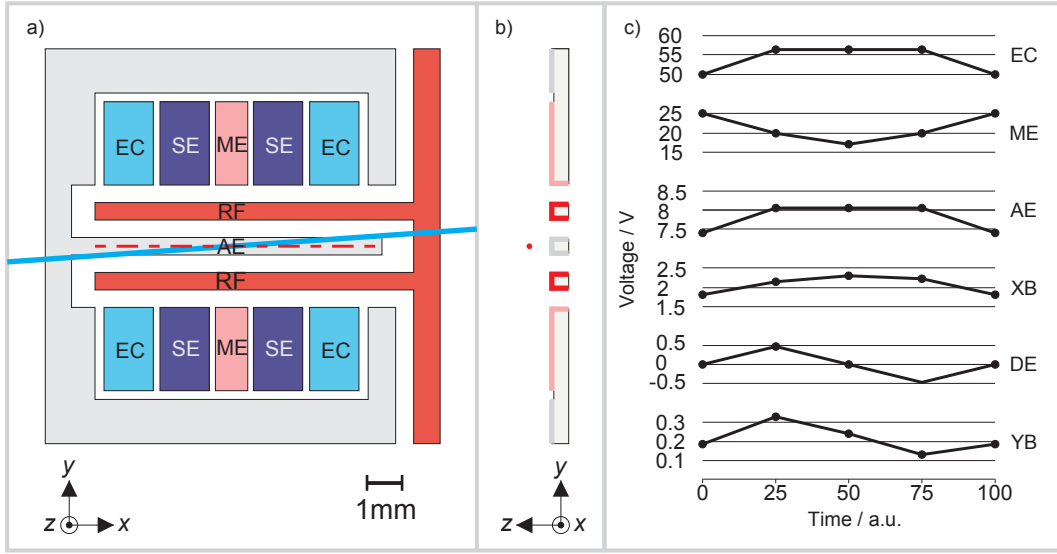 a)
EC SE ME SE EC
RF
AE
RF
EC SE ME SE EC
y
z x
1mm
b)
y
z x
c)
Voltage / V
60
55
50
EC
25
20
15
ME
8.5
8
7.5
AE
2.5
2
1.5
XB
0.5
0
-0.5
DE
0.3
0.2
0.1
YB
0 25 50 75 100
Time / a.u.